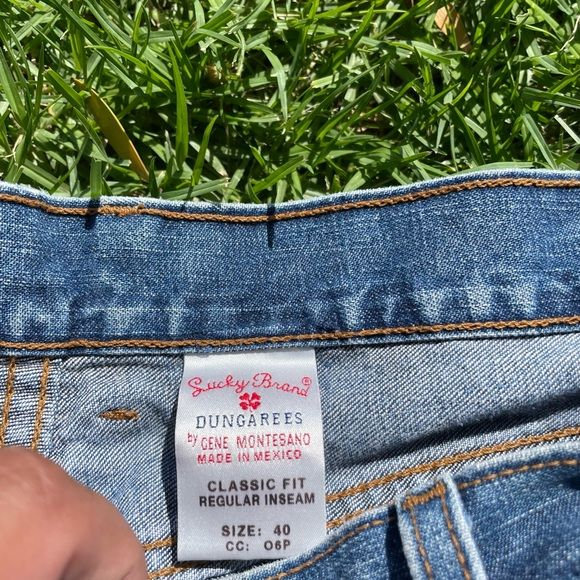 Lucky Brand®
DUNGAREES
by GENE MONTESANO
MADE IN MEXICO
CLASSIC FIT
REGULAR INSEAM
SIZE: 40
CC: 06P